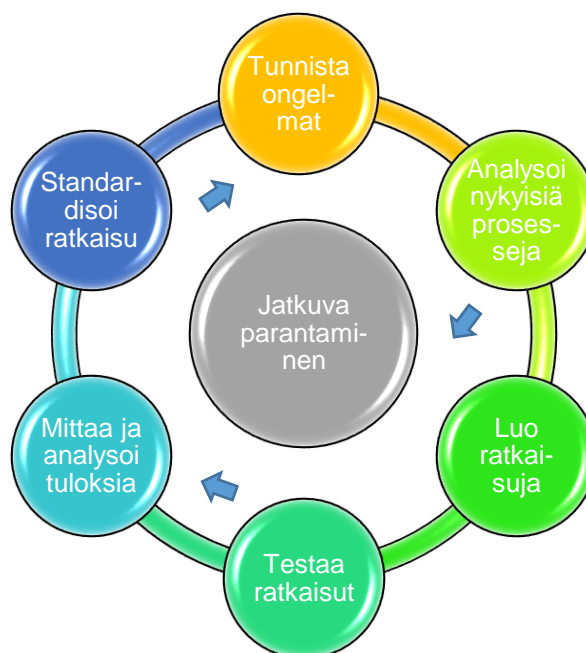 Tunnista
ongel-
mat
Analysoi
nykyisiä
proses-
seja
Luo
ratkai-
suja
Testaa
ratkaisut
Mittaa ja
analysoi
tuloksia
Standar-
disoi
ratkaisu
Jatkuva
parantami-
nen